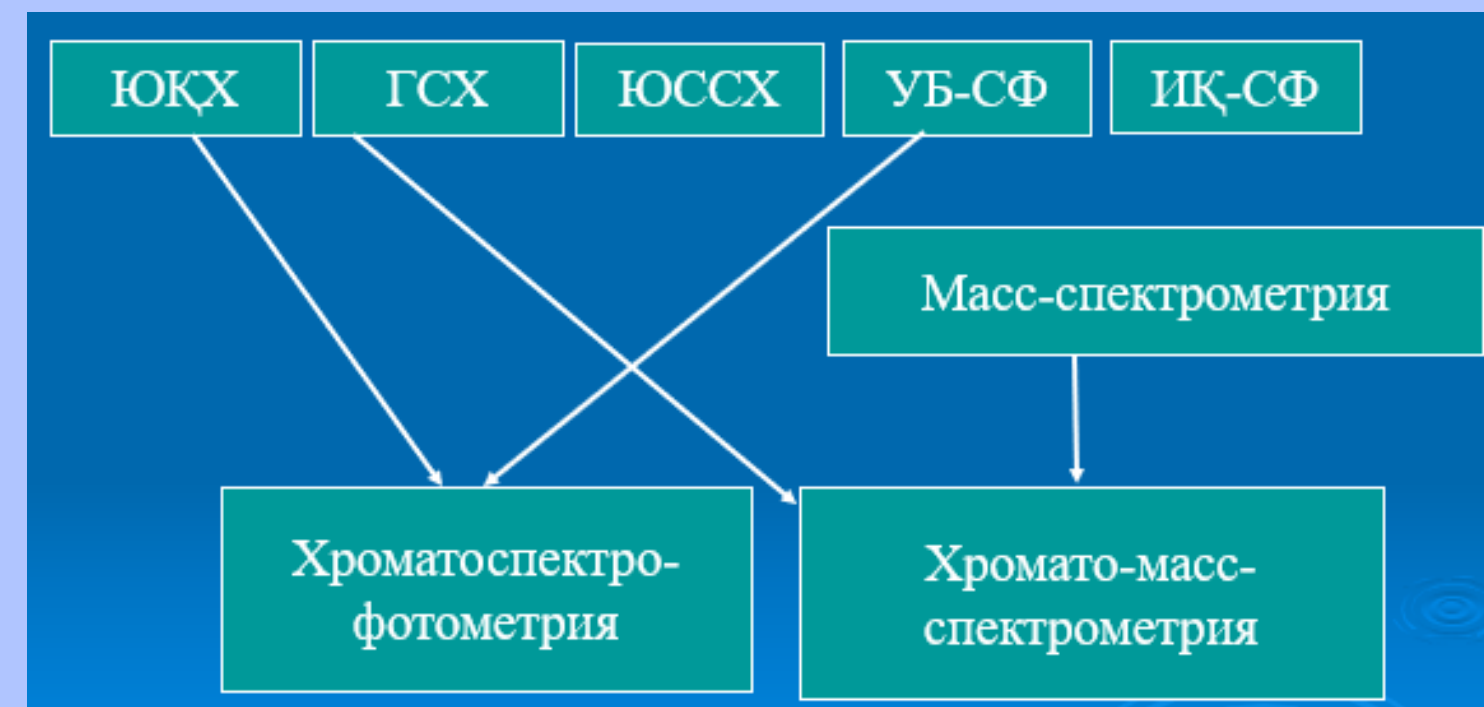 ЮҚХ ГСХ ЮССХ УБ-СФ ИҚ-СФ
Масс-спектрометрия
Хроматоспектро-
фотометрия
Хромато-масс-
спектрометрия